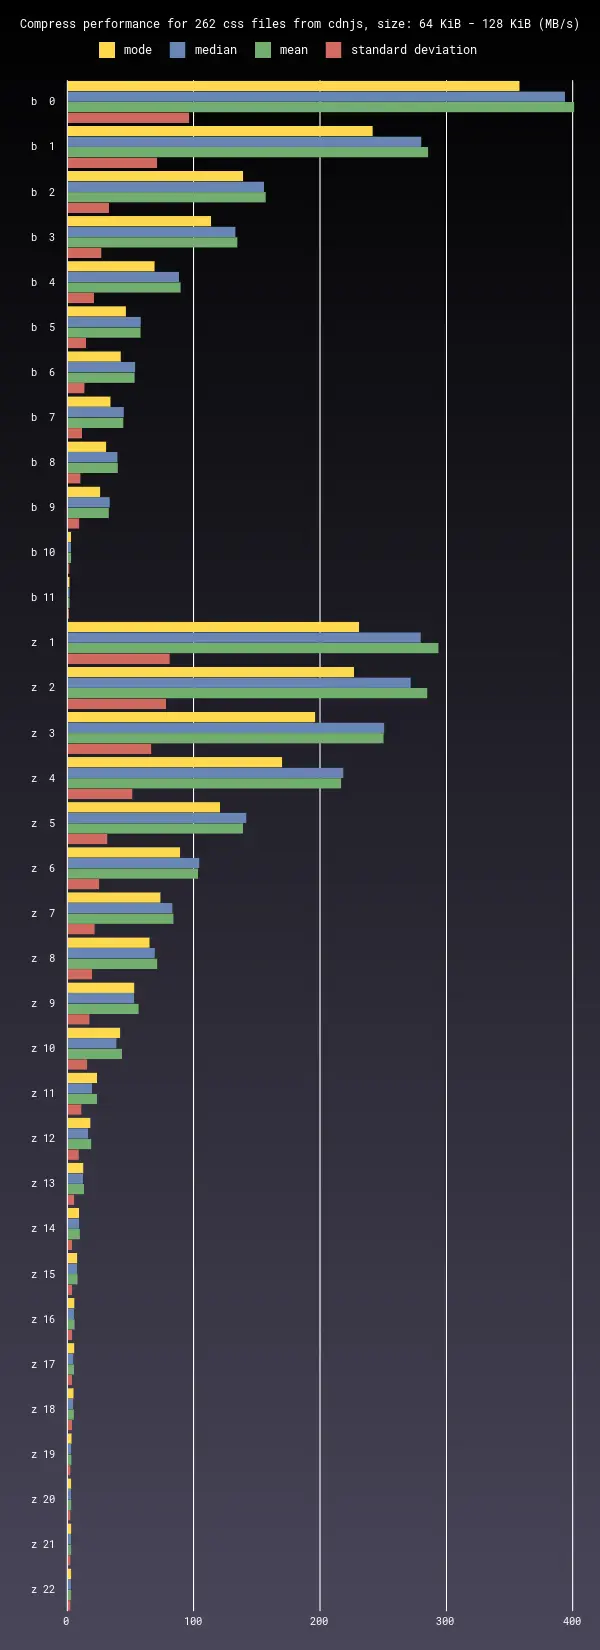 Compress performance for 262 css files from cdnjs, size: 64 KiB - 128 KiB (MB/s)
mode median mean standard deviation
b 0
b 1
b 2
b 3
b 4
b 5
b 6
b 7
b 8
b 9
b 10
b 11
z 1
z 2
z 3
z 4
z 5
z 6
z 7
z 8
z 9
z 10
z 11
z 12
z 13
z 14
z 15
z 16
z 17
z 18
z 19
z 20
z 21
z 22
0 100 200 300 400